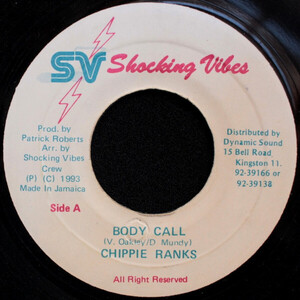 SV Shocking Vibes
Prod. by
Patrick Roberts
Arr. by
Shocking Vibes
Crew
(P) (C) 1993
Made In Jamaica
Side A
Distributed by
Dynamic Sound
15 Bell Road
Kingston 11.
92-39166 or
92-39138
BODY CALL
(V. Oakley/D. Mundy)
CHIPPIE RANKS
All Right Reserved